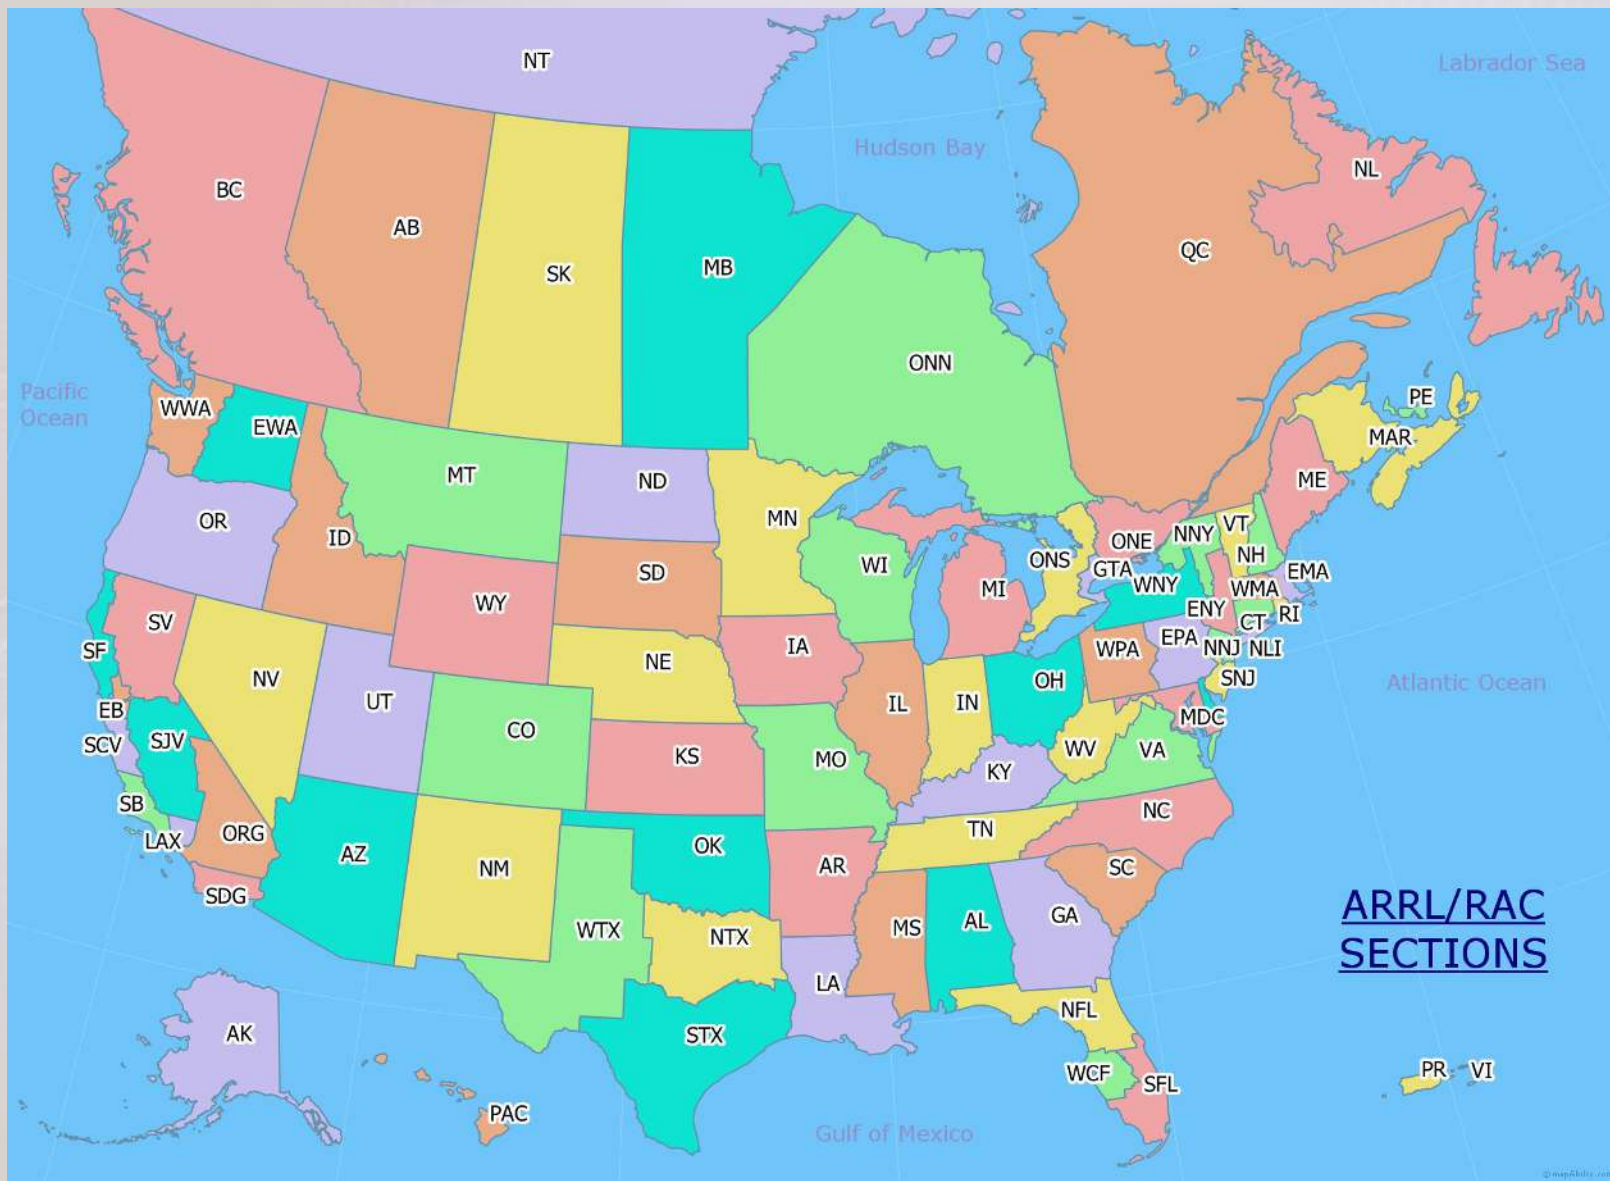 NT
Labrador Sea
Hudson Bay
NL
BC
AB
QC
SK
MB
ONN
Pacific
Ocean
PE
WWA
EWA
MAR
MT
ND
ME
OR
MN
VT
NNY
ID
ONE
NH
ONS
WI
SD
GTA
EMA
WNY
MI
WMA
WY
ENY
RI
SV
CT
EPA
IA
WPA
NNJ
NLI
SF
NE
NV
OH
SNJ
Atlantic Ocean
UT
IL
IN
EB
MDC
CO
SCV
SJV
WV
VA
KS
MO
KY
SB
NC
TN
LAX
ORG
OK
AZ
AR
SC
NM
SDG
ARRL/RAC
SECTIONS
GA
AL
MS
WTX
NTX
LA
NFL
AK
STX
WCF
PR
VI
SFL
PAC
Gulf of Mexico